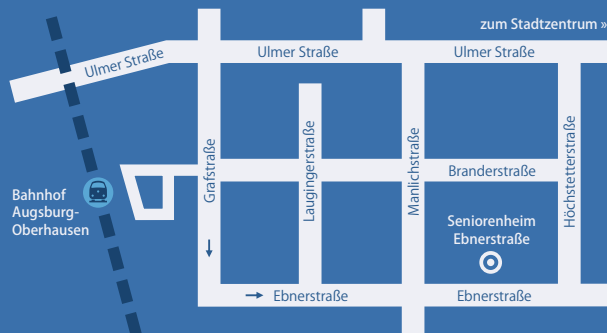 zum Stadtzentrum »
Ulmer Straße
Ulmer Straße
Ulmer Straße
Grafstraße
Laugingerstraße
Manlichstraße
Höchstetterstraße
Branderstraße
Bahnhof
Augsburg-
Oberhausen
Seniorenheim
Ebnerstraße
Ebnerstraße
Ebnerstraße